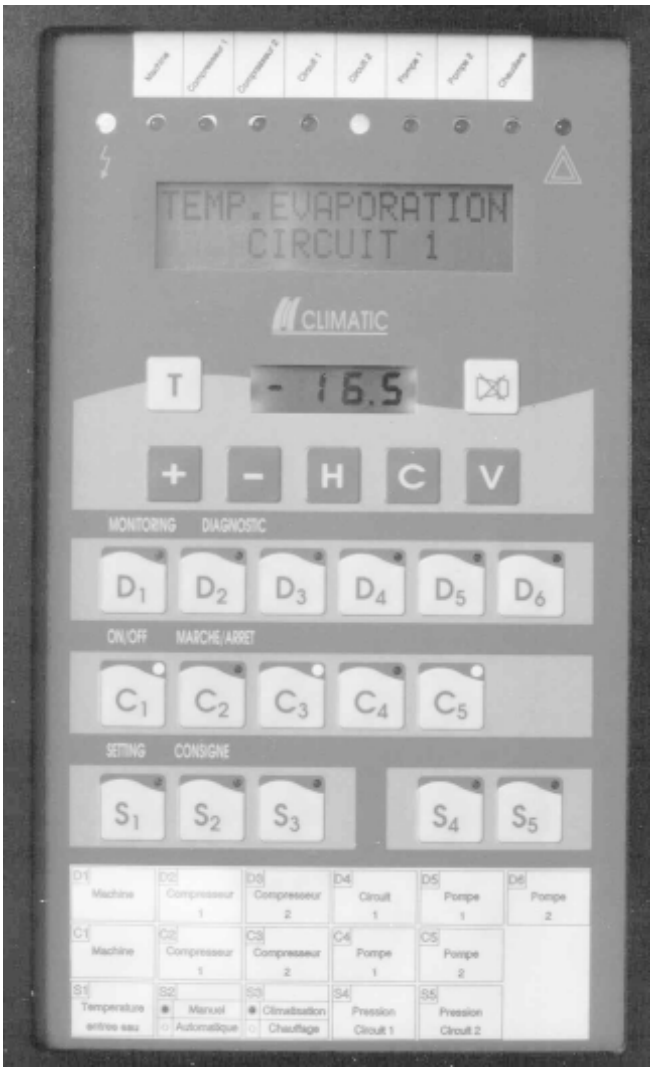 Machine
Compresseur 1
Compresseur 2
Circuit 1
Circuit 2
Pompe 1
Pompe 2
Chaudiere
TEMP.EVAPORATION
CIRCUIT 1
CLIMATIC
T
- 16.5
+ - H C V
MONITORING DIAGNOSTIC
D1 D2 D3 D4 D5 D6
ON/OFF MARCHE/ARRET
C1 C2 C3 C4 C5
SETTING CONSIGNE
S1 S2 S3 S4 S5
D1 D2 D3 D4 D5 D6
Machine Compresseur Compresseur Circuit Pompe Pompe
1 2 1 1 2
C1 C2 C3 C4 C5
Machine Compresseur Compresseur Pompe Pompe
1 2 1 2
S1 S2 S3 S4 S5
Temperature Manuel Climatisation Pression Pression
entree eau Automatique Chauffage Circuit 1 Circuit 2